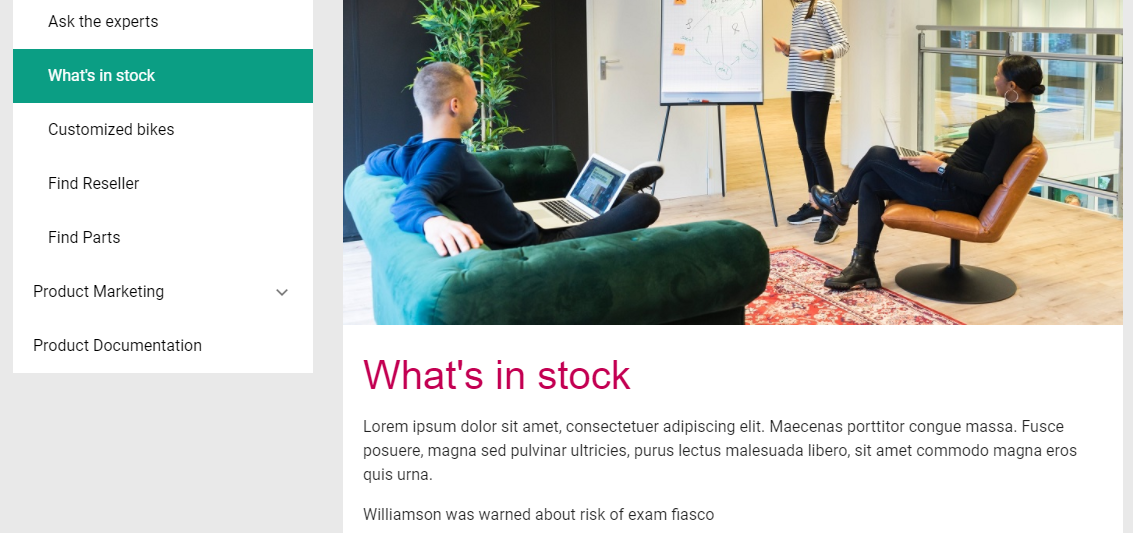 Ask the experts
What's in stock
Customized bikes
Find Reseller
Find Parts
Product Marketing
Product Documentation
What's in stock
Lorem ipsum dolor sit amet, consectetuer adipiscing elit. Maecenas porttitor congue massa. Fusce
posuere, magna sed pulvinar ultricies, purus lectus malesuada libero, sit amet commodo magna eros
quis urna.
Williamson was warned about risk of exam fiasco